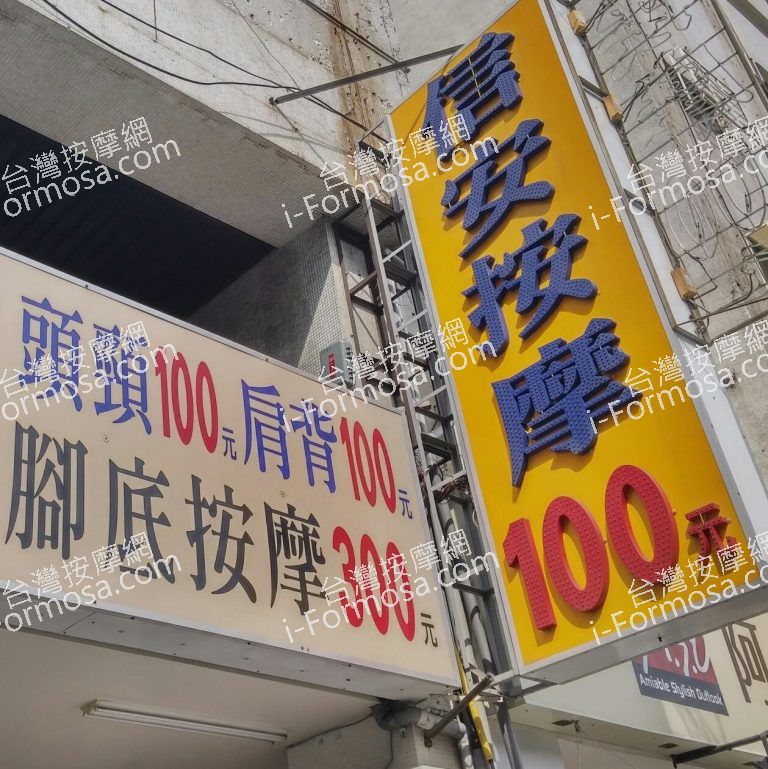 信安按摩
100元
頭頸100元 肩背100元
腳底按摩300元
Amiable Stylish Outlook
阿
台灣按摩網
i-Formosa.com